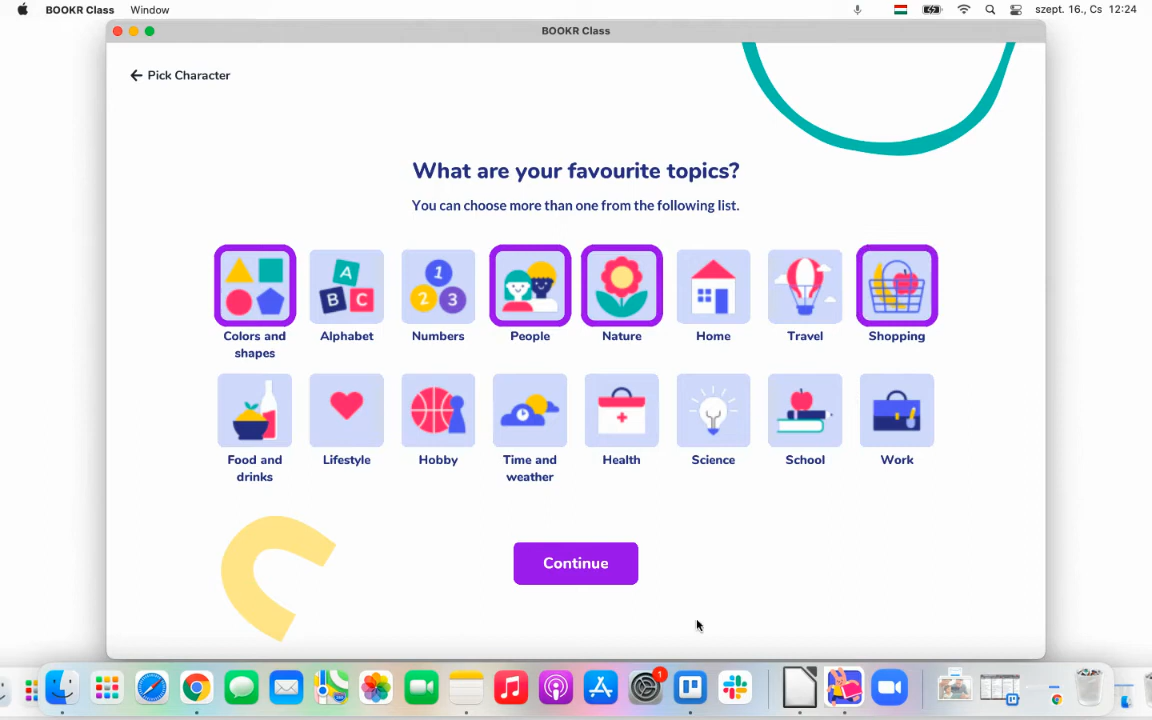 BOOKR Class Window szept. 16., Cs 12:24
BOOKR Class
Pick Character
What are your favourite topics?
You can choose more than one from the following list.
A
B C
1
2 3
Colors and shapes
Alphabet
Numbers
People
Nature
Home
Travel
Shopping
Food and drinks
Lifestyle
Hobby
Time and weather
Health
Science
School
Work
Continue
1